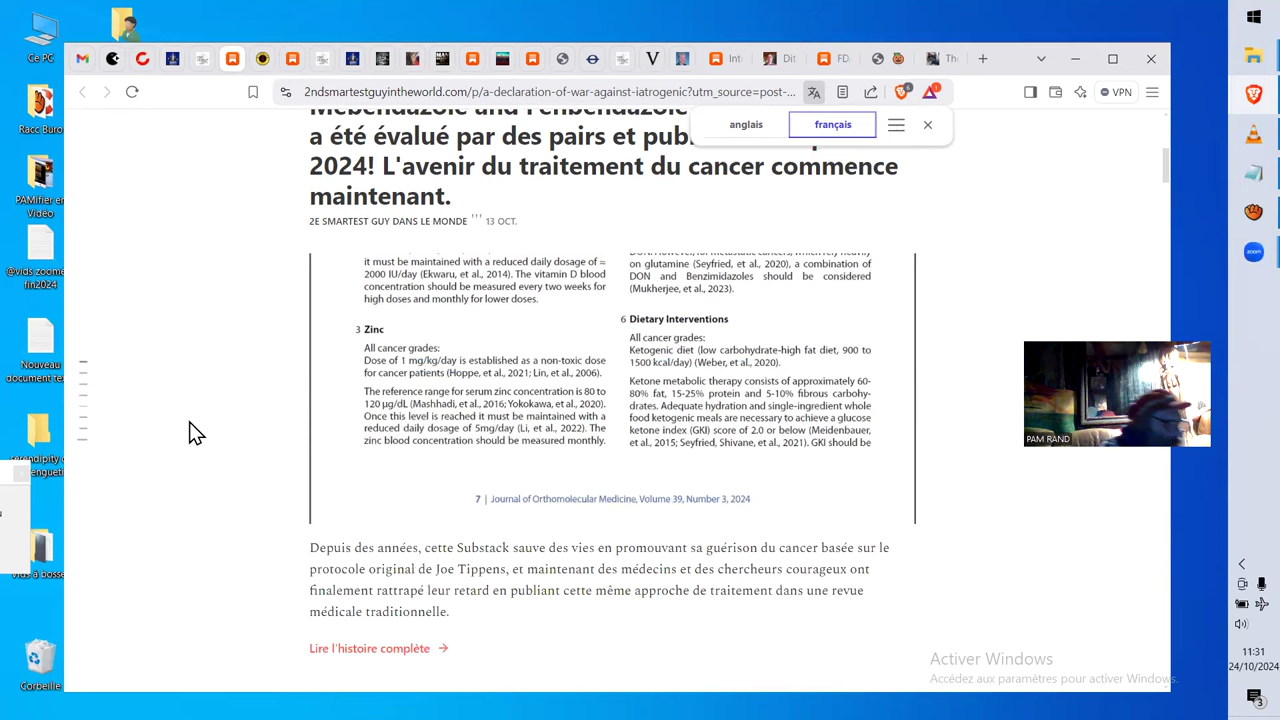 Ce PC
Racc Buro
PAMifier en
Vidéo
@vids zoome
fin2024
Nouveau
document te
serendipity o
enguett
vids à bosse
Corbeille
Int
Dit
FD
Th
2ndsmartestguyintheworld.com/p/a-declaration-of-war-against-iatrogenic?utm_source=post-...
6
1
VPN
anglais
français
Mebendazole and Fenbendazole
a été évalué par des pairs et publ
2024! L'avenir du traitement du cancer commence
maintenant.
2E SMARTEST GUY DANS LE MONDE ''' 13 OCT.
it must be maintained with a reduced daily dosage of ≈
2000 IU/day (Ekwaru, et al., 2014). The vitamin D blood
concentration should be measured every two weeks for
high doses and monthly for lower doses.
3 Zinc
All cancer grades:
Dose of 1 mg/kg/day is established as a non-toxic dose
for cancer patients (Hoppe, et al., 2021; Lin, et al., 2006).
The reference range for serum zinc concentration is 80 to
120 µg/dL (Mashhadi, et al., 2016; Yokokawa, et al., 2020).
Once this level is reached it must be maintained with a
reduced daily dosage of 5mg/day (Li, et al., 2022). The
zinc blood concentration should be measured monthly.
on glutamine (Seyfried, et al., 2020), a combination of
DON and Benzimidazoles should be considered
(Mukherjee, et al., 2023).
6 Dietary Interventions
All cancer grades:
Ketogenic diet (low carbohydrate-high fat diet, 900 to
1500 kcal/day) (Weber, et al., 2020).
Ketone metabolic therapy consists of approximately 60-
80% fat, 15-25% protein and 5-10% fibrous carbohy-
drates. Adequate hydration and single-ingredient whole
food ketogenic meals are necessary to achieve a glucose
ketone index (GKI) score of 2.0 or below (Meidenbauer,
et al., 2015; Seyfried, Shivane, et al., 2021). GKI should be
7 | Journal of Orthomolecular Medicine, Volume 39, Number 3, 2024
Depuis des années, cette Substack sauve des vies en promouvant sa guérison du cancer basée sur le
protocole original de Joe Tippens, et maintenant des médecins et des chercheurs courageux ont
finalement rattrapé leur retard en publiant cette même approche de traitement dans une revue
médicale traditionnelle.
Lire l'histoire complète →
PAM RAND
Activer Windows
Accédez aux paramètres pour activer Windows.
11:31
24/10/2024
3